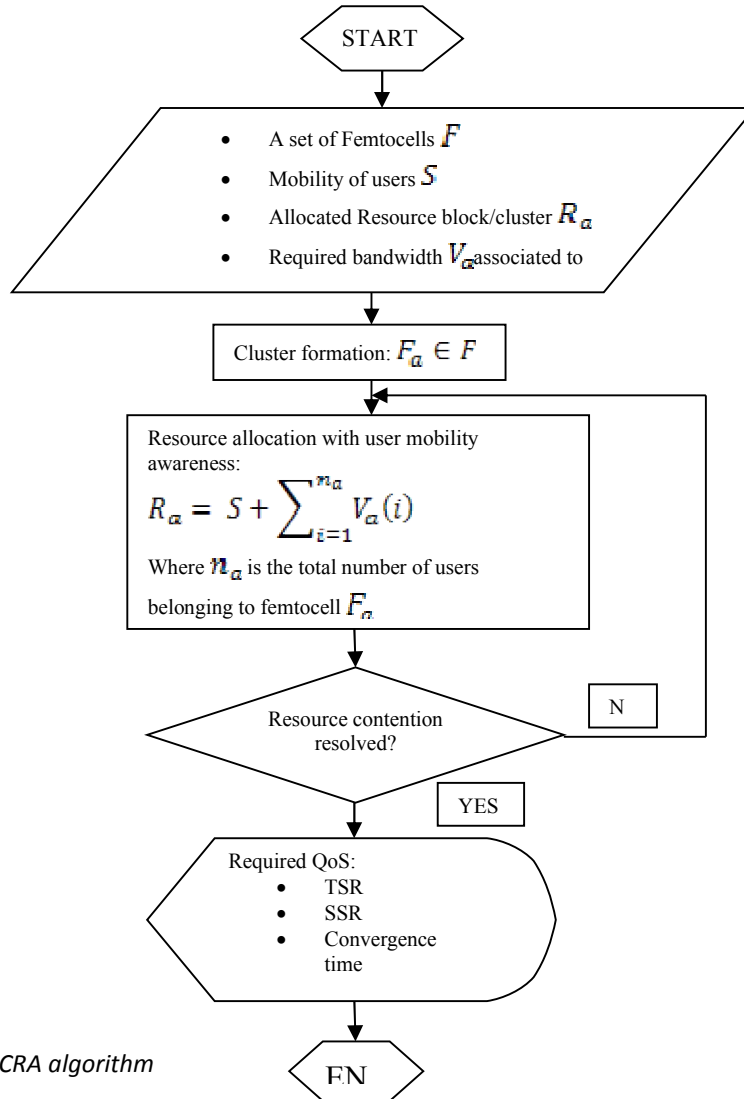 START
• A set of Femtocells F
• Mobility of users S
• Allocated Resource block/cluster Rₐ
• Required bandwidth Vₐassociated to
Cluster formation: Fₐ ∈ F
Resource allocation with user mobility
awareness:
Rₐ = S + ∑ᵢ₌₁ⁿₐ Vₐ(i)
Where nₐ is the total number of users
belonging to femtocell Fₐ
Resource contention
resolved?
N
YES
Required QoS:
• TSR
• SSR
• Convergence
time
CRA algorithm
EN